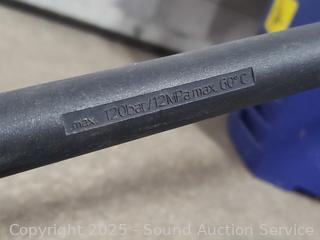 max. 120bar/12MPa max. 60°C
Copyright 2025 - Sound Auction Service